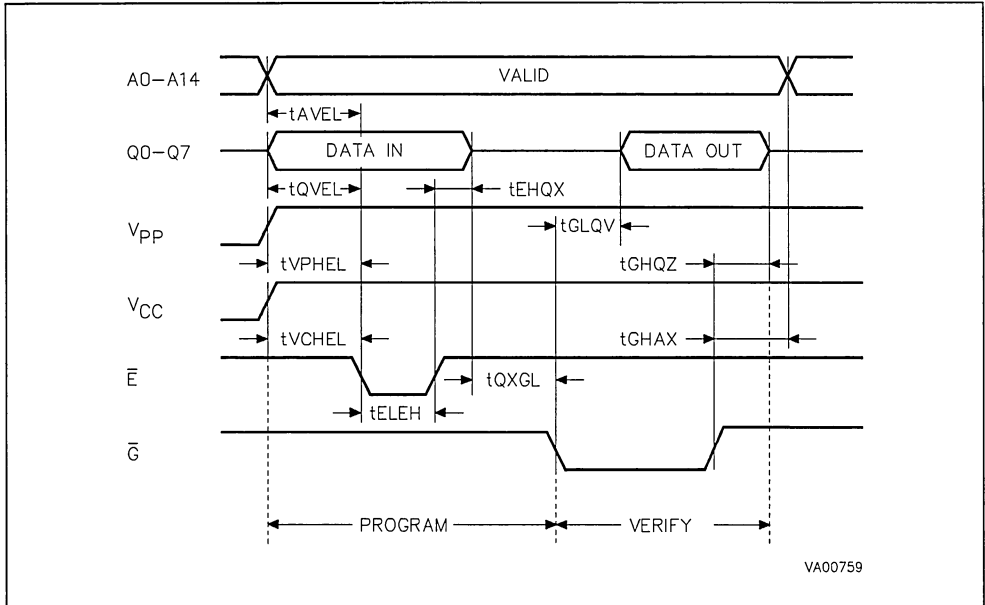 A0-A14
VALID
tAVEL
Q0-Q7
DATA IN
DATA OUT
tQVEL
tEHQX
VPP
tGLQV
tVPHEL
tGHQZ
VCC
tVCHEL
tGHAX
E̅
tQXGL
tELEH
G̅
PROGRAM
VERIFY
VA00759